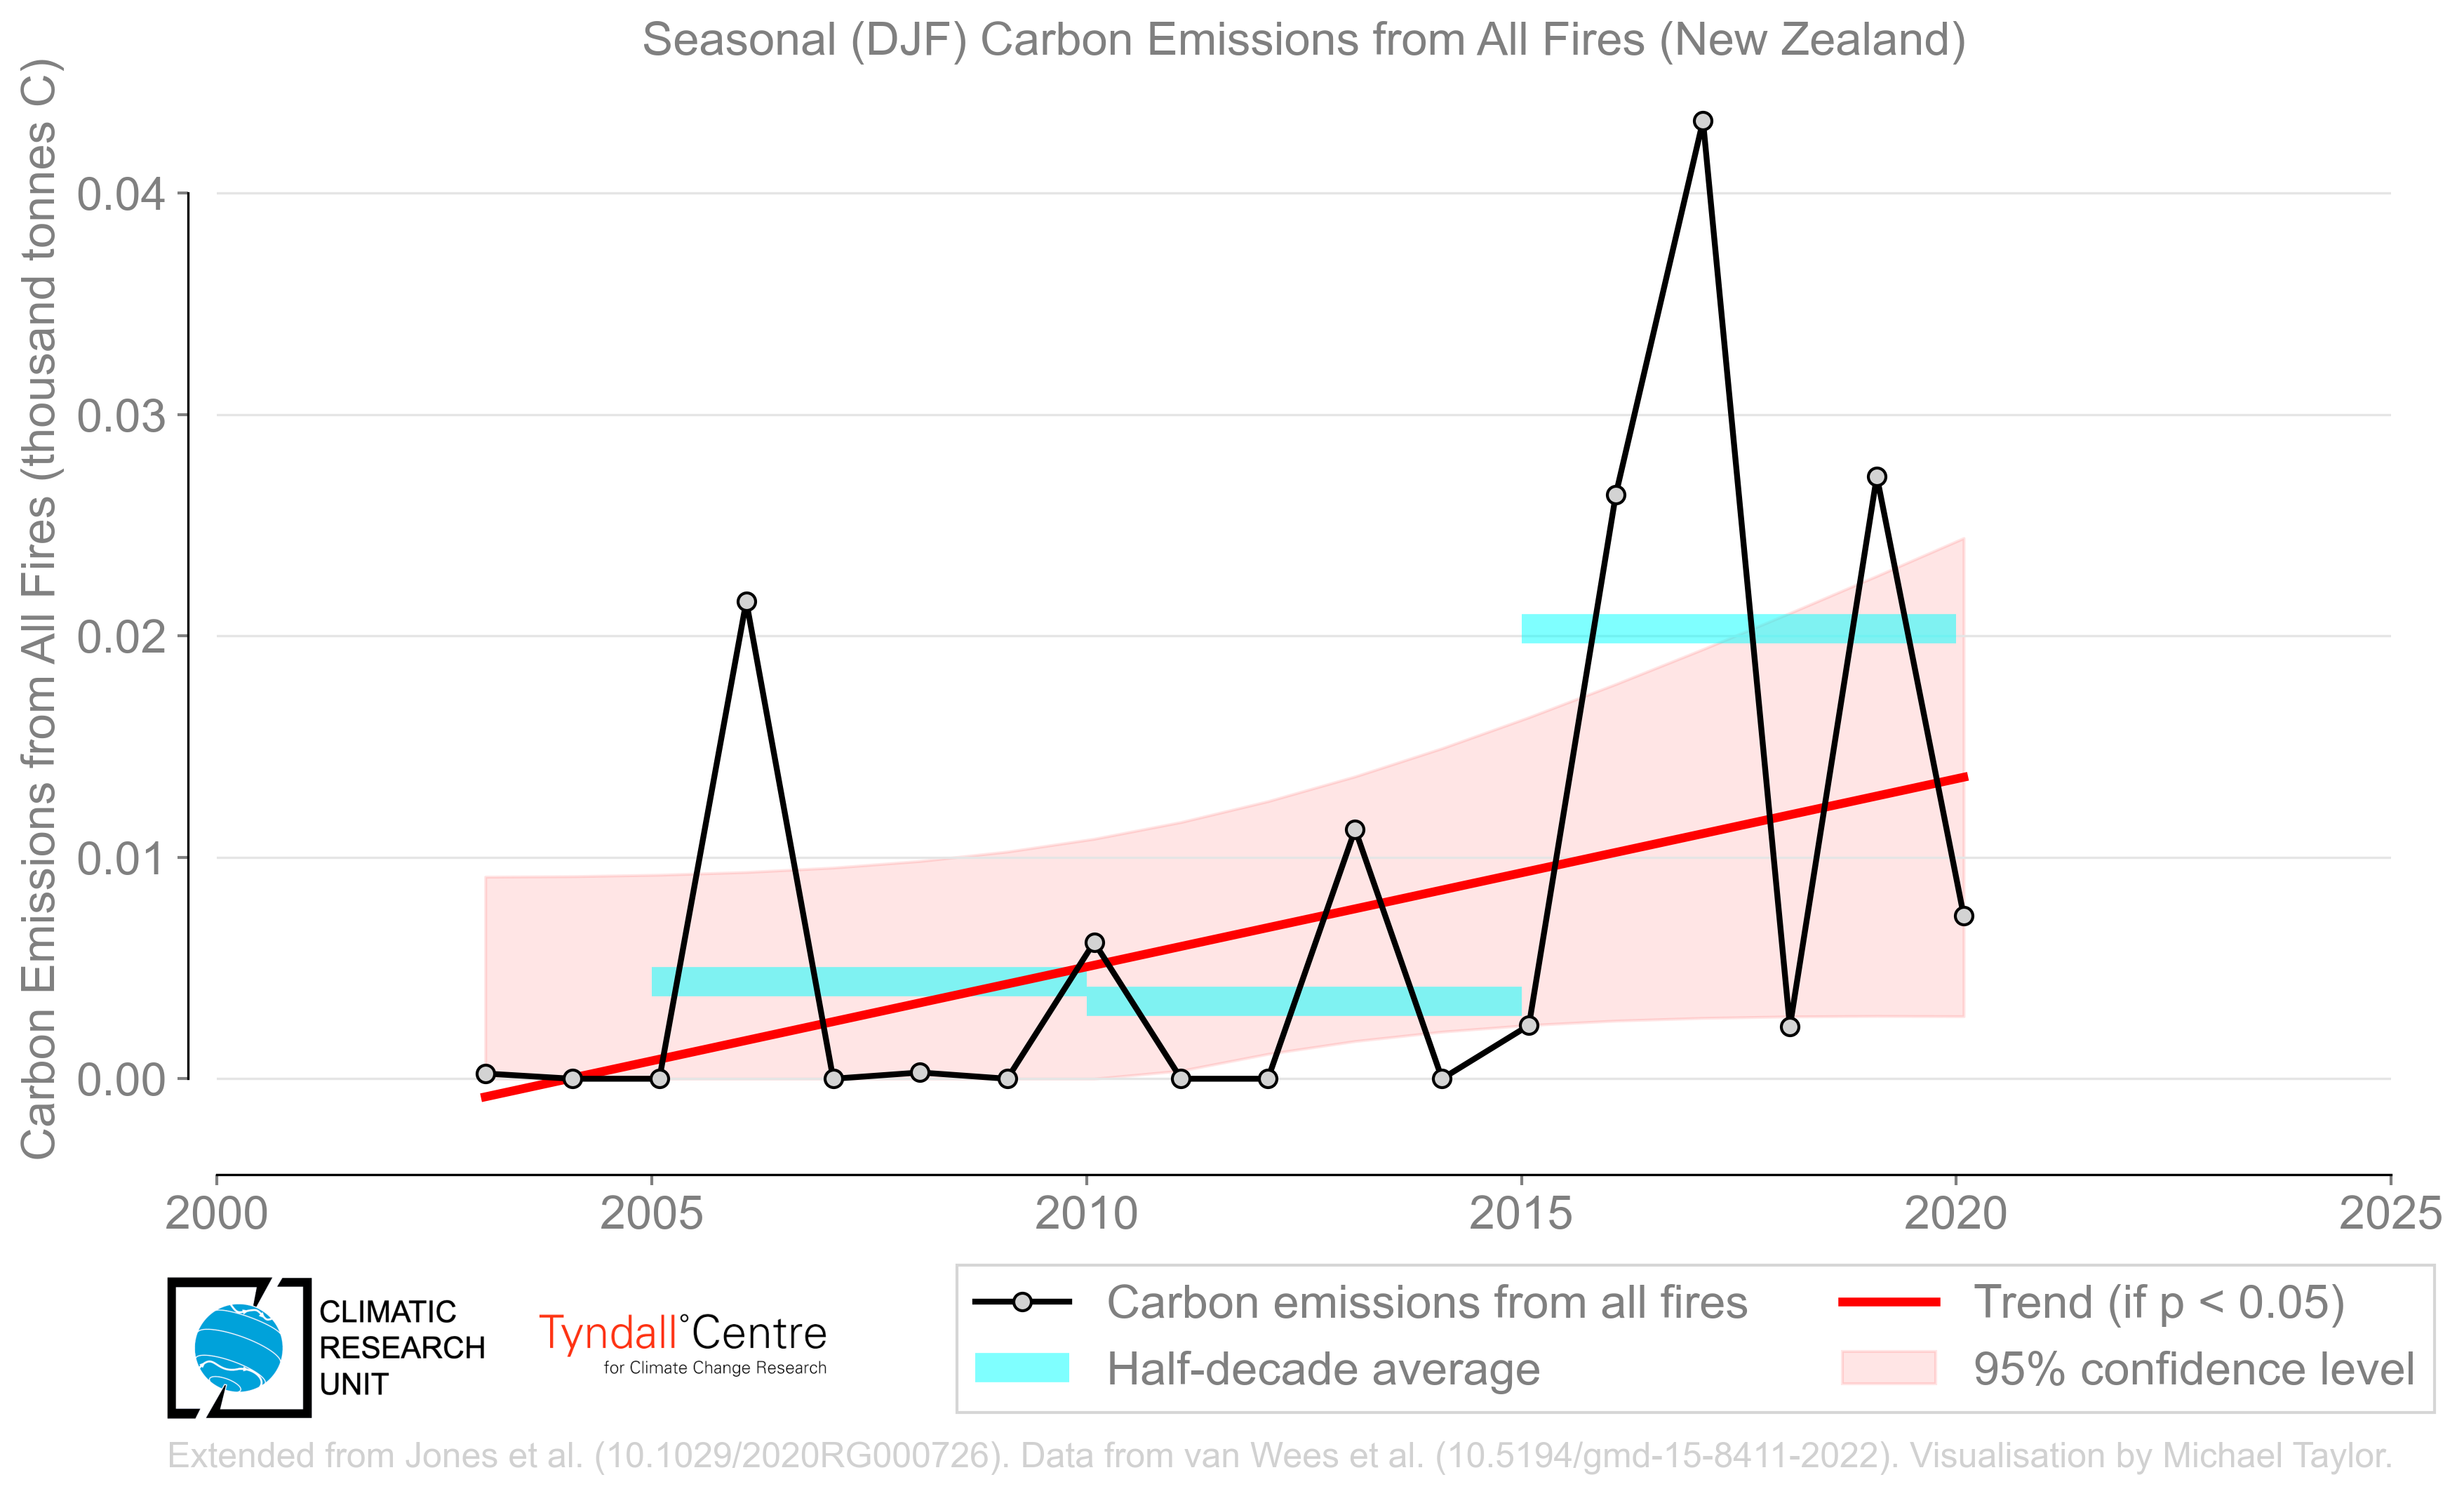 Seasonal (DJF) Carbon Emissions from All Fires (New Zealand)
Carbon Emissions from All Fires (thousand tonnes C)
0.04
0.03
0.02
0.01
0.00
2000
2005
2010
2015
2020
2025
CLIMATIC
RESEARCH
UNIT
Tyndall°Centre
for Climate Change Research
Carbon emissions from all fires
Half-decade average
Trend (if p < 0.05)
95% confidence level
Extended from Jones et al. (10.1029/2020RG000726). Data from van Wees et al. (10.5194/gmd-15-8411-2022). Visualisation by Michael Taylor.